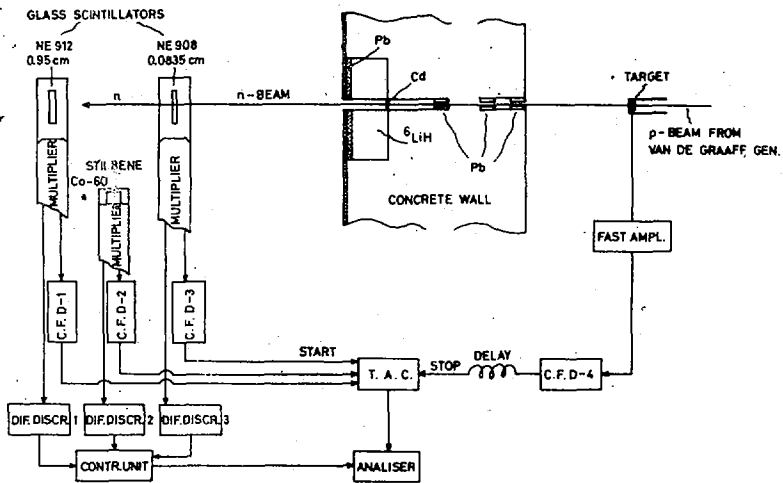 GLASS SCINTILLATORS
NE 912
0.95 cm
NE 908
0.0835 cm
Pb
Cd
TARGET
n
n-BEAM
⁶LiH
Pb
p-BEAM FROM
VAN DE GRAAFF GEN.
CONCRETE WALL
MULTIPLIER
STILBENE
Co-60
MULTIPLIER
MULTIPLIER
FAST AMPL.
C.F. D-1
C.F. D-2
C.F. D-3
START
T. A. C.
STOP
DELAY
C.F. D-4
DIF. DISCR. 1
DIF. DISCR. 2
DIF. DISCR. 3
CONTR. UNIT
ANALISER